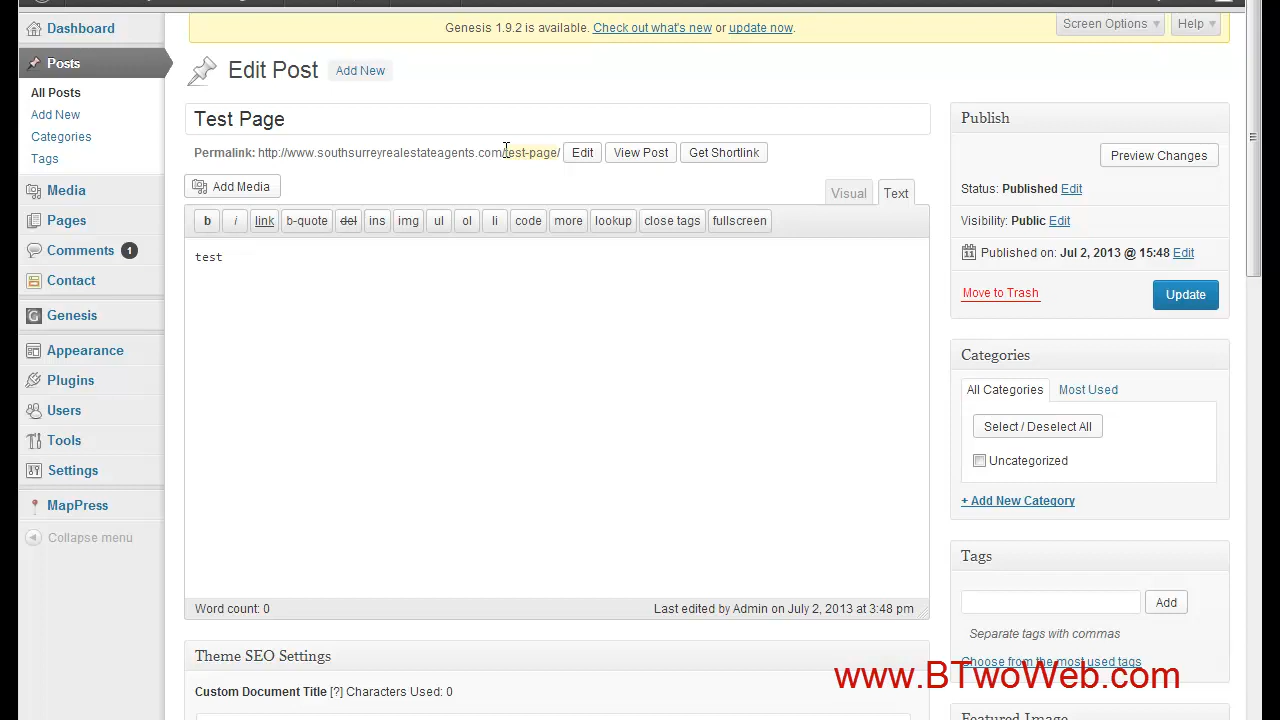 Dashboard
Genesis 1.9.2 is available. Check out what's new or update now.
Screen Options
Help
Posts
Edit Post
Add New
All Posts
Add New
Categories
Tags
Test Page
Permalink: http://www.southsurreyrealestateagents.com/test-page/
Edit
View Post
Get Shortlink
Add Media
Visual
Text
b
i
link
b-quote
del
ins
img
ul
ol
li
code
more
lookup
close tags
fullscreen
test
Media
Pages
Comments 1
Contact
Genesis
Appearance
Plugins
Users
Tools
Settings
MapPress
Collapse menu
Word count: 0
Last edited by Admin on July 2, 2013 at 3:48 pm
Theme SEO Settings
Custom Document Title [?] Characters Used: 0
Publish
Preview Changes
Status: Published Edit
Visibility: Public Edit
11
Published on: Jul 2, 2013 @ 15:48 Edit
Move to Trash
Update
Categories
All Categories
Most Used
Select / Deselect All
Uncategorized
+ Add New Category
Tags
Add
Separate tags with commas
Choose from the most used tags
www.BTwoWeb.com
Featured Image